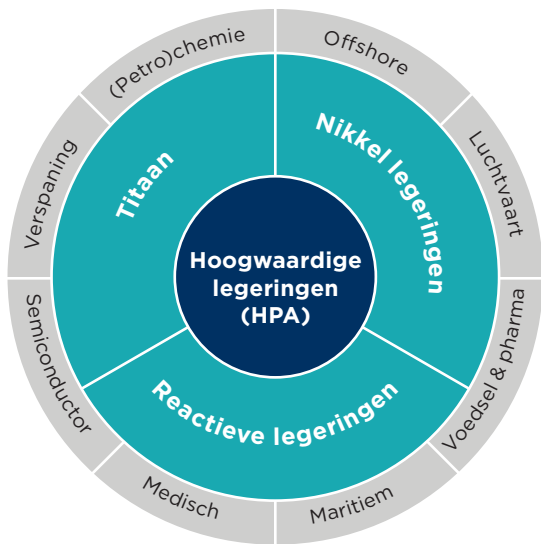 Hoogwaardige
legeringen
(HPA)
Titaan
Nikkel legeringen
Reactieve legeringen
(Petro)chemie
Offshore
Luchtvaart
Voedsel & pharma
Maritiem
Medisch
Semiconductor
Verspaning